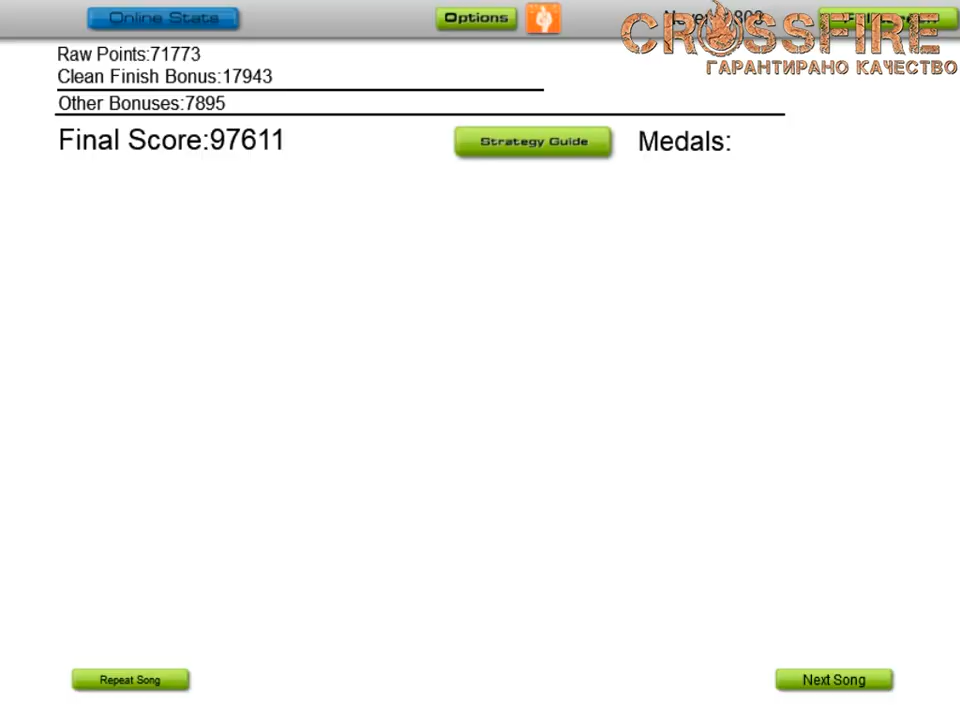 Online Stats
Options
CROSSFIRE
ГАРАНТИРАНО КАЧЕСТВО
Raw Points:71773
Clean Finish Bonus:17943
Other Bonuses:7895
Final Score:97611
Strategy Guide
Medals:
Repeat Song
Next Song